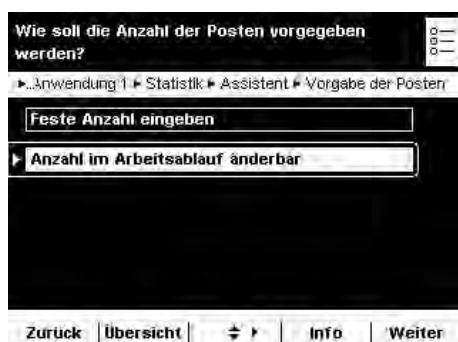 Wie soll die Anzahl der Posten vorgegeben
werden?
...Anwendung 1 Statistik Assistent Vorgabe der Posten
Feste Anzahl eingeben
Anzahl im Arbeitsablauf änderbar
Zurück Übersicht Info Weiter